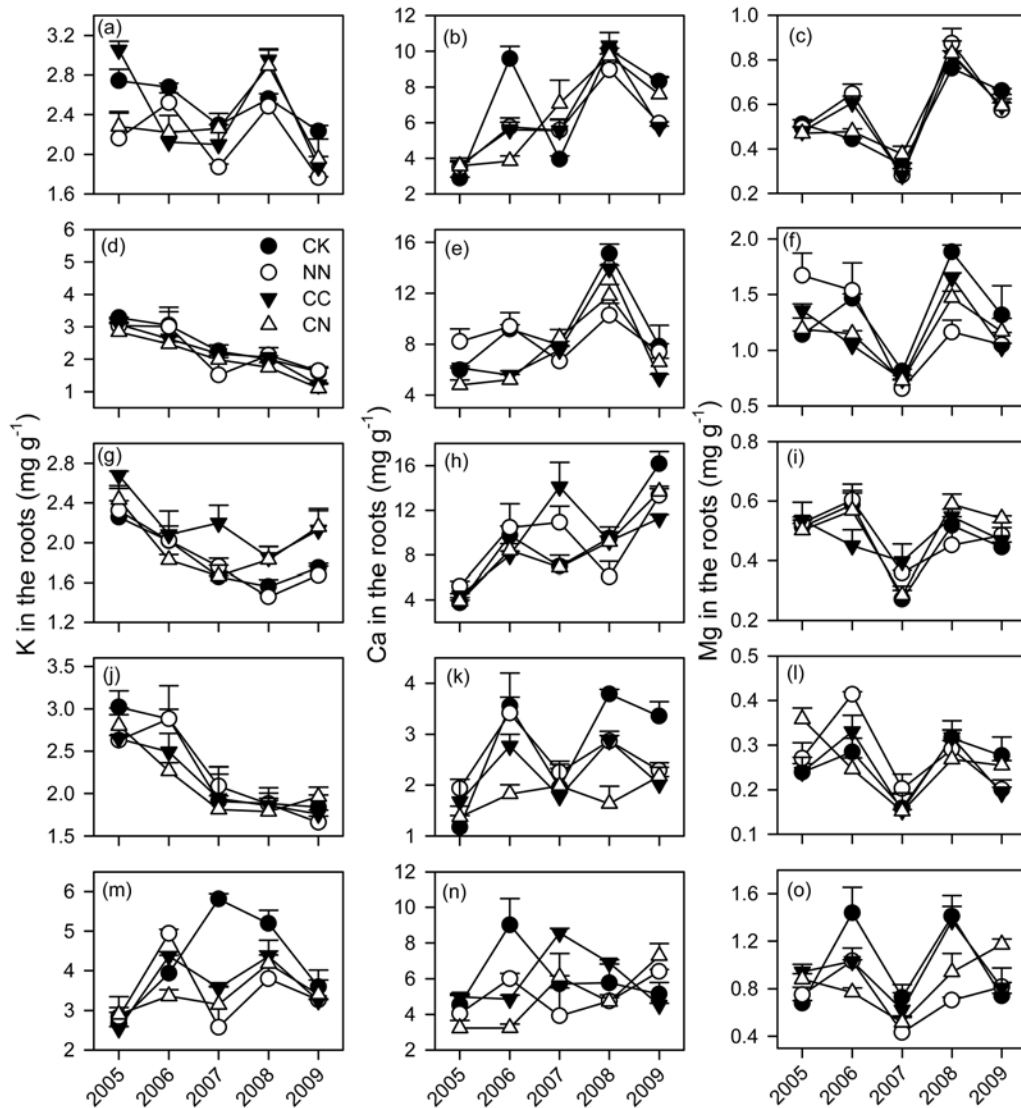 (a)
3.2
2.8
2.4
2.0
1.6
(b)
12
10
8
6
4
2
(c)
1.0
0.8
0.6
0.4
0.2
(d)
6
5
4
3
2
1
CK
NN
CC
CN
(e)
16
12
8
4
(f)
2.0
1.5
1.0
0.5
(g)
2.8
2.4
2.0
1.6
1.2
(h)
16
12
8
4
(i)
0.8
0.6
0.4
0.2
(j)
3.5
3.0
2.5
2.0
1.5
(k)
4
3
2
1
(l)
0.5
0.4
0.3
0.2
0.1
(m)
6
5
4
3
2
(n)
12
10
8
6
4
2
(o)
1.6
1.2
0.8
0.4
K in the roots (mg g-1)
Ca in the roots (mg g-1)
Mg in the roots (mg g-1)
2005 2006 2007 2008 2009
2005 2006 2007 2008 2009
2005 2006 2007 2008 2009